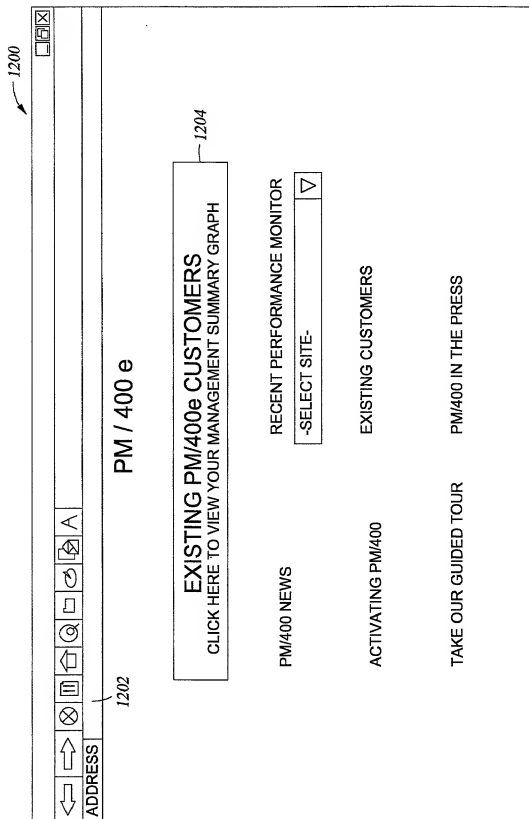 1200
ADDRESS
1202
PM / 400 e
EXISTING PM/400e CUSTOMERS
CLICK HERE TO VIEW YOUR MANAGEMENT SUMMARY GRAPH
1204
PM/400 NEWS
RECENT PERFORMANCE MONITOR
-SELECT SITE-
ACTIVATING PM/400
EXISTING CUSTOMERS
TAKE OUR GUIDED TOUR
PM/400 IN THE PRESS